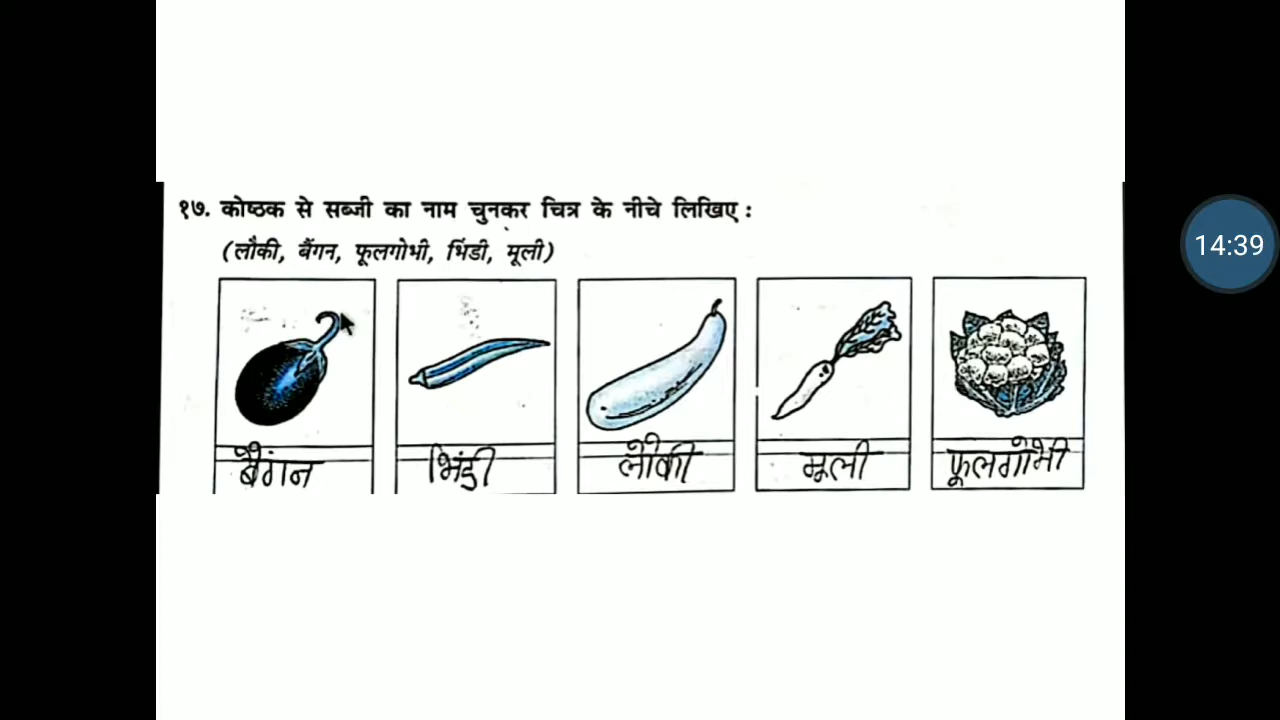 १७. कोष्ठक से सब्जी का नाम चुनकर चित्र के नीचे लिखिए :
(लौकी, बैंगन, फूलगोभी, भिंडी, मूली)
बैंगन भिंडी लौकी मूली फूलगोभी
14:39